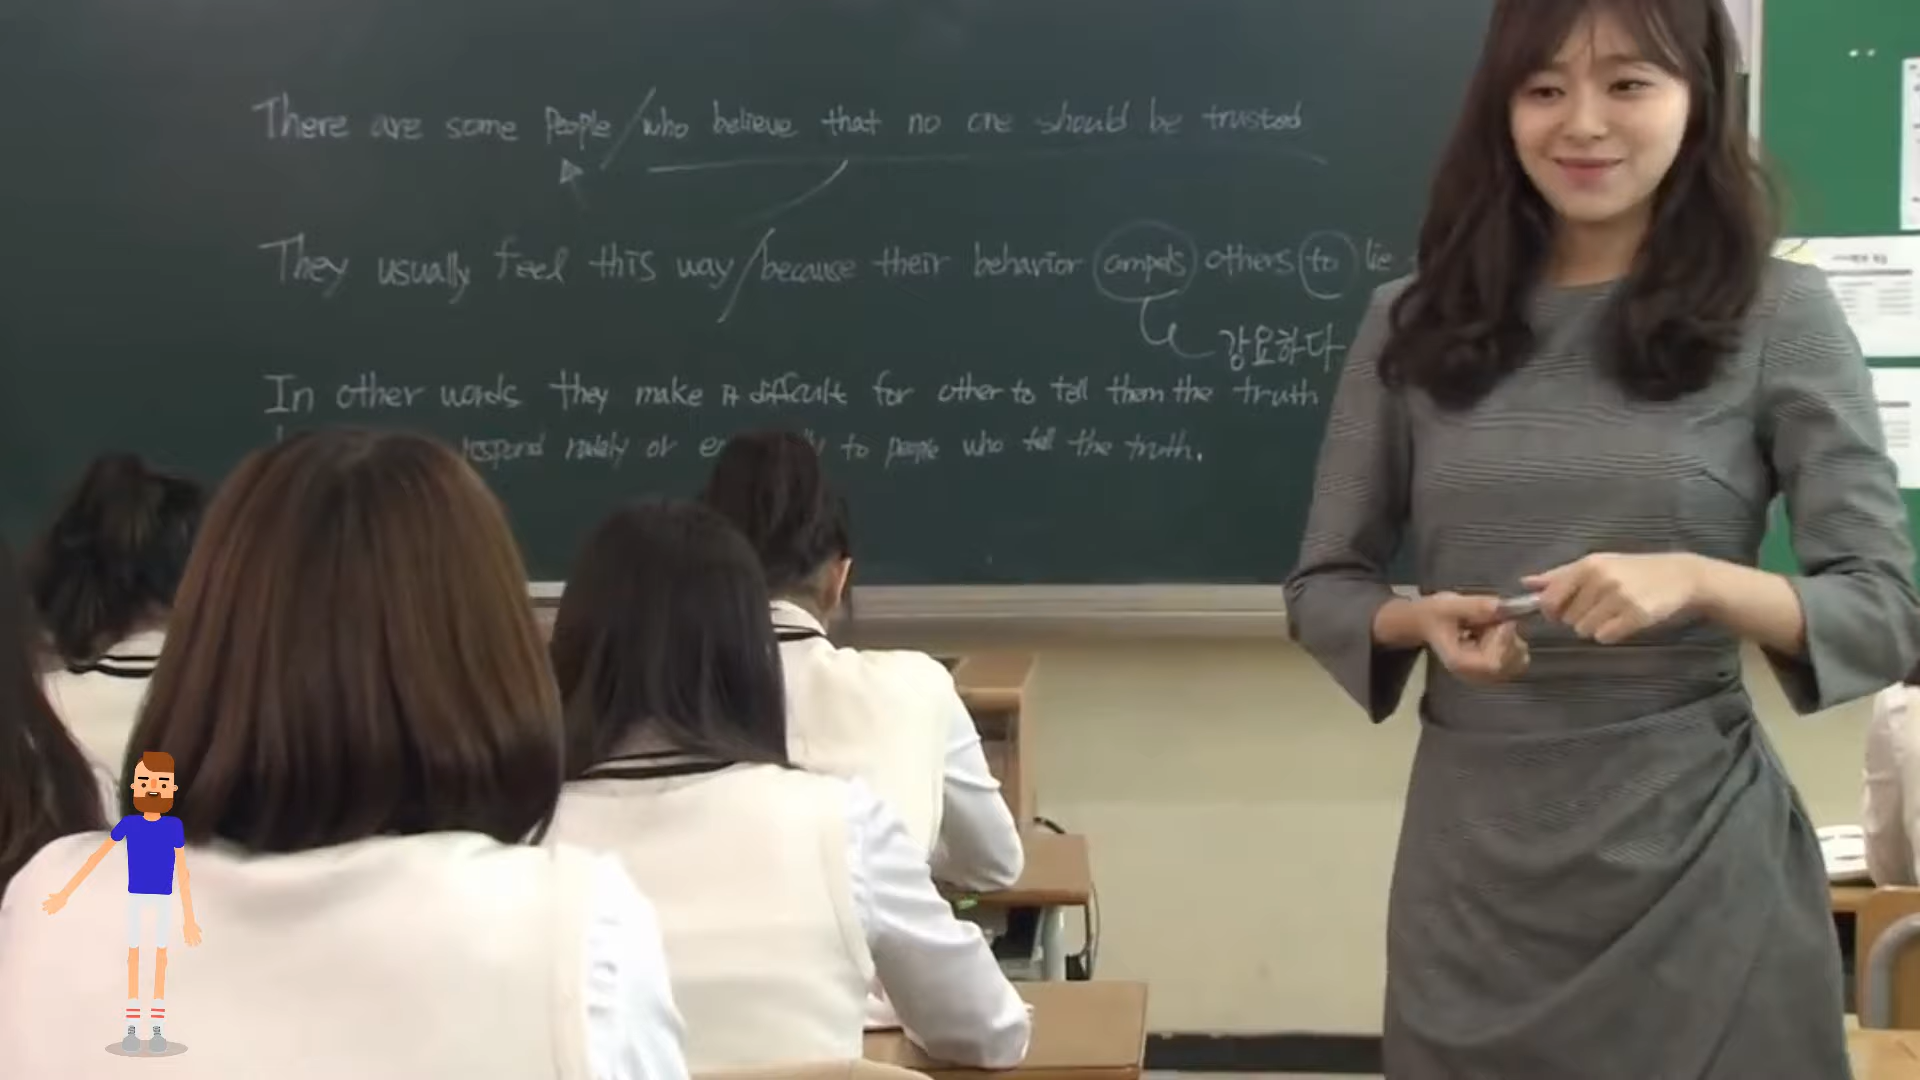 There are some people / who believe that no one should be trusted
They usually feel this way / because their behavior compels others to lie
강요하다
In other words they make it difficult for other to tell them the truth
respond rudely or to people who tell the truth.